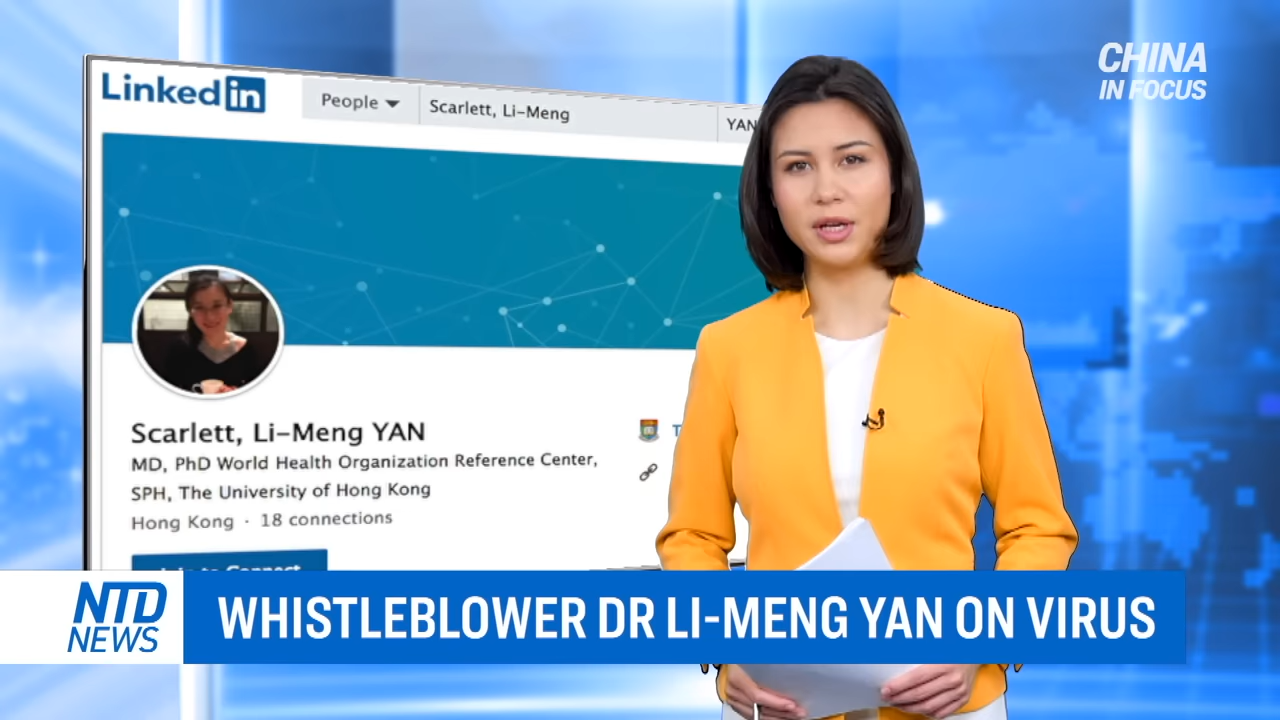 LinkedIn
People
Scarlett, Li-Meng
YAN
CHINA
IN FOCUS
Scarlett, Li-Meng YAN
MD, PhD World Health Organization Reference Center,
SPH, The University of Hong Kong
Hong Kong · 18 connections
T
NTD
NEWS
WHISTLEBLOWER DR LI-MENG YAN ON VIRUS